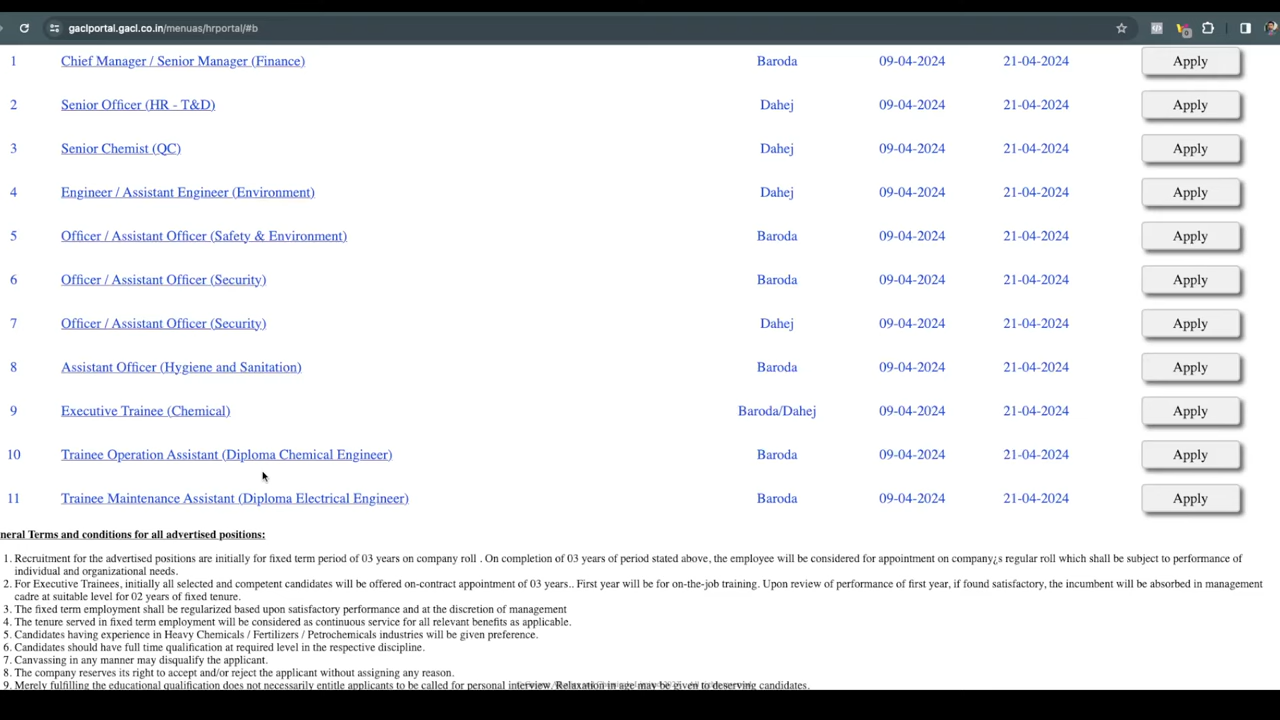 gaclportal.gacl.co.in/menuas/hrportal/#b
1 Chief Manager / Senior Manager (Finance) Baroda 09-04-2024 21-04-2024 Apply
2 Senior Officer (HR - T&D) Dahej 09-04-2024 21-04-2024 Apply
3 Senior Chemist (QC) Dahej 09-04-2024 21-04-2024 Apply
4 Engineer / Assistant Engineer (Environment) Dahej 09-04-2024 21-04-2024 Apply
5 Officer / Assistant Officer (Safety & Environment) Baroda 09-04-2024 21-04-2024 Apply
6 Officer / Assistant Officer (Security) Baroda 09-04-2024 21-04-2024 Apply
7 Officer / Assistant Officer (Security) Dahej 09-04-2024 21-04-2024 Apply
8 Assistant Officer (Hygiene and Sanitation) Baroda 09-04-2024 21-04-2024 Apply
9 Executive Trainee (Chemical) Baroda/Dahej 09-04-2024 21-04-2024 Apply
10 Trainee Operation Assistant (Diploma Chemical Engineer) Baroda 09-04-2024 21-04-2024 Apply
11 Trainee Maintenance Assistant (Diploma Electrical Engineer) Baroda 09-04-2024 21-04-2024 Apply
neral Terms and conditions for all advertised positions:
1. Recruitment for the advertised positions are initially for fixed term period of 03 years on company roll . On completion of 03 years of period stated above, the employee will be considered for appointment on company¿s regular roll which shall be subject to performance of
individual and organizational needs.
2. For Executive Trainees, initially all selected and competent candidates will be offered on-contract appointment of 03 years.. First year will be for on-the-job training. Upon review of performance of first year, if found satisfactory, the incumbent will be absorbed in management
cadre at suitable level for 02 years of fixed tenure.
3. The fixed term employment shall be regularized based upon satisfactory performance and at the discretion of management
4. The tenure served in fixed term employment will be considered as continuous service for all relevant benefits as applicable.
5. Candidates having experience in Heavy Chemicals / Fertilizers / Petrochemicals industries will be given preference.
6. Candidates should have full time qualification at required level in the respective discipline.
7. Canvassing in any manner may disqualify the applicant.
8. The company reserves its right to accept and/or reject the applicant without assigning any reason.
9. Merely fulfilling the educational qualification does not necessarily entitle applicants to be called for personal interview. Relaxation in age may be given to deserving candidates.